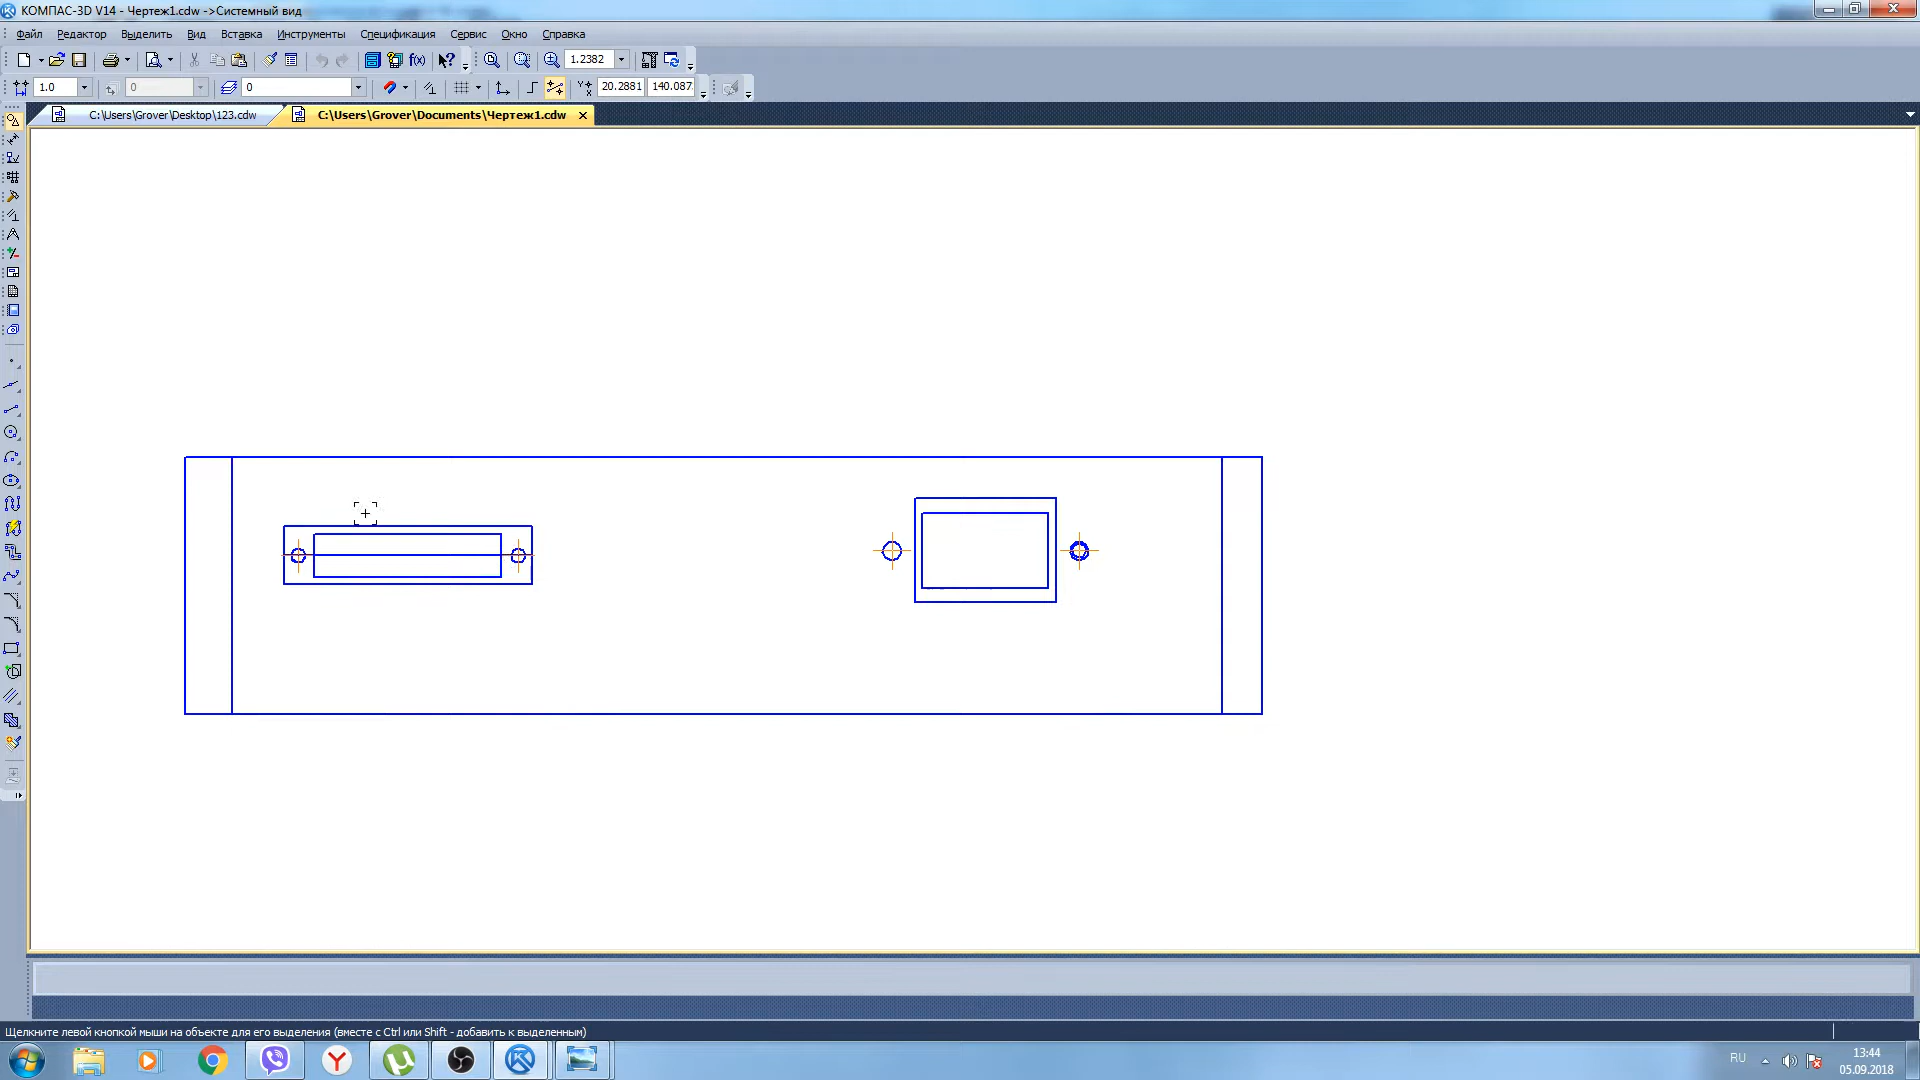 КОМПАС-3D V14 - Чертеж1.cdw ->Системный вид
Файл Редактор Выделить Вид Вставка Инструменты Спецификация Сервис Окно Справка
f(x) 1.2382
1.0 0 0 20.2881 140.087
C:\Users\Grover\Desktop\123.cdw C:\Users\Grover\Documents\Чертеж1.cdw
Щелкните левой кнопкой мыши на объекте для его выделения (вместе с Ctrl или Shift - добавить к выделенным)
RU 13:44
05.09.2018